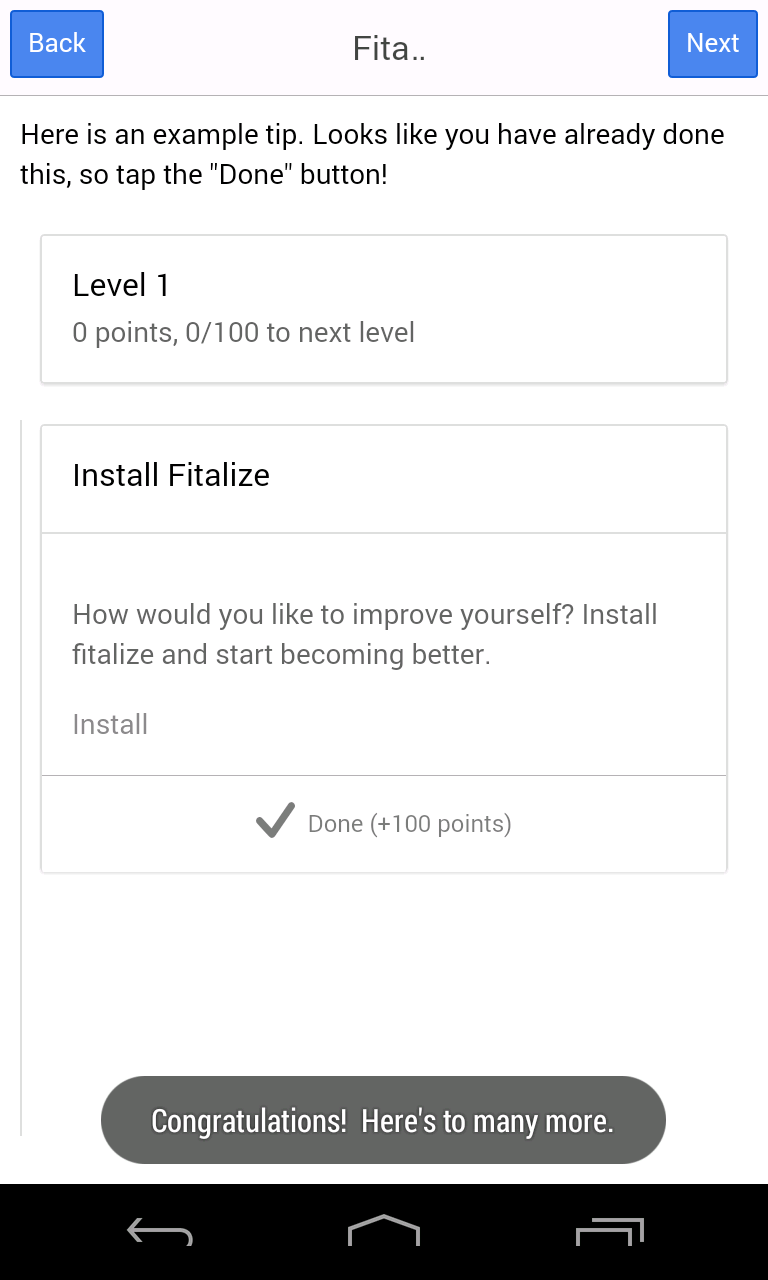 Back
Fita..
Next
Here is an example tip. Looks like you have already done
this, so tap the "Done" button!
Level 1
0 points, 0/100 to next level
Install Fitalize
How would you like to improve yourself? Install
fitalize and start becoming better.
Install
Done (+100 points)
Congratulations!  Here's to many more.